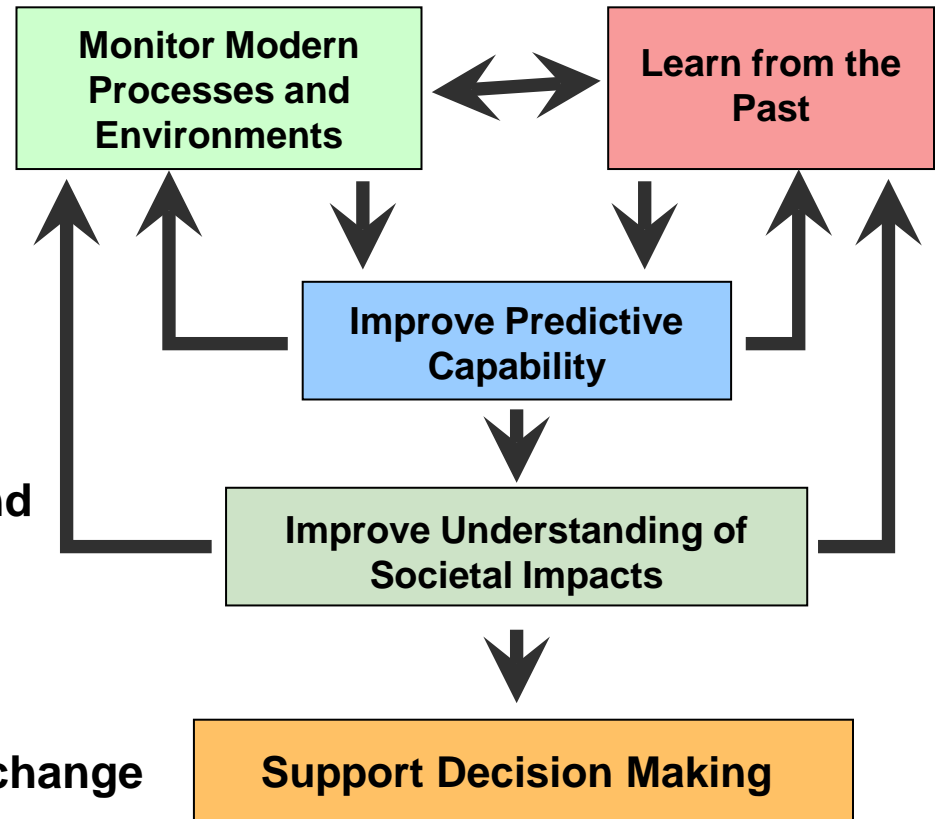 Monitor Modern
Processes and
Environments
Learn from the
Past
Improve Predictive
Capability
nd
Improve Understanding of
Societal Impacts
change
Support Decision Making